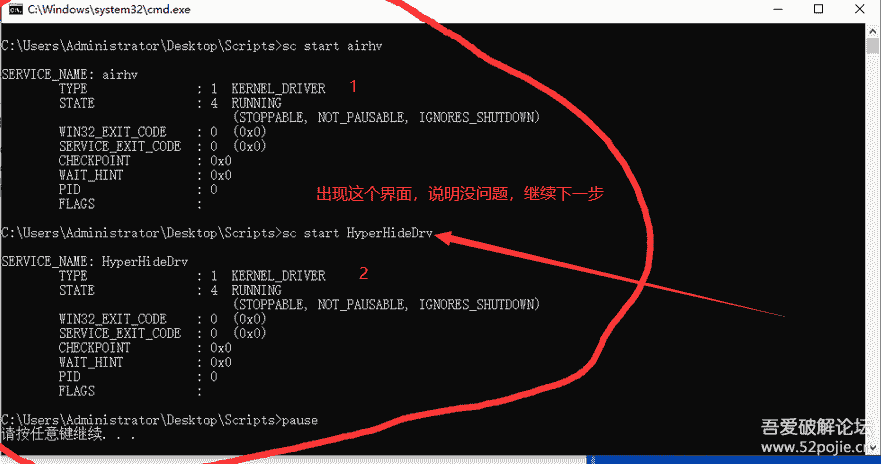 C:\Windows\system32\cmd.exe
C:\Users\Administrator\Desktop\Scripts>sc start airhv
SERVICE_NAME: airhv
TYPE : 1 KERNEL_DRIVER 1
STATE : 4 RUNNING
(STOPPABLE, NOT_PAUSABLE, IGNORES_SHUTDOWN)
WIN32_EXIT_CODE : 0 (0x0)
SERVICE_EXIT_CODE : 0 (0x0)
CHECKPOINT : 0x0
WAIT_HINT : 0x0
PID : 0
FLAGS :
出现这个界面，说明没问题，继续下一步
C:\Users\Administrator\Desktop\Scripts>sc start HyperHideDrv
SERVICE_NAME: HyperHideDrv
TYPE : 1 KERNEL_DRIVER 2
STATE : 4 RUNNING
(STOPPABLE, NOT_PAUSABLE, IGNORES_SHUTDOWN)
WIN32_EXIT_CODE : 0 (0x0)
SERVICE_EXIT_CODE : 0 (0x0)
CHECKPOINT : 0x0
WAIT_HINT : 0x0
PID : 0
FLAGS :
C:\Users\Administrator\Desktop\Scripts>pause
请按任意键继续. . .
吾爱破解论坛
www.52pojie.cn